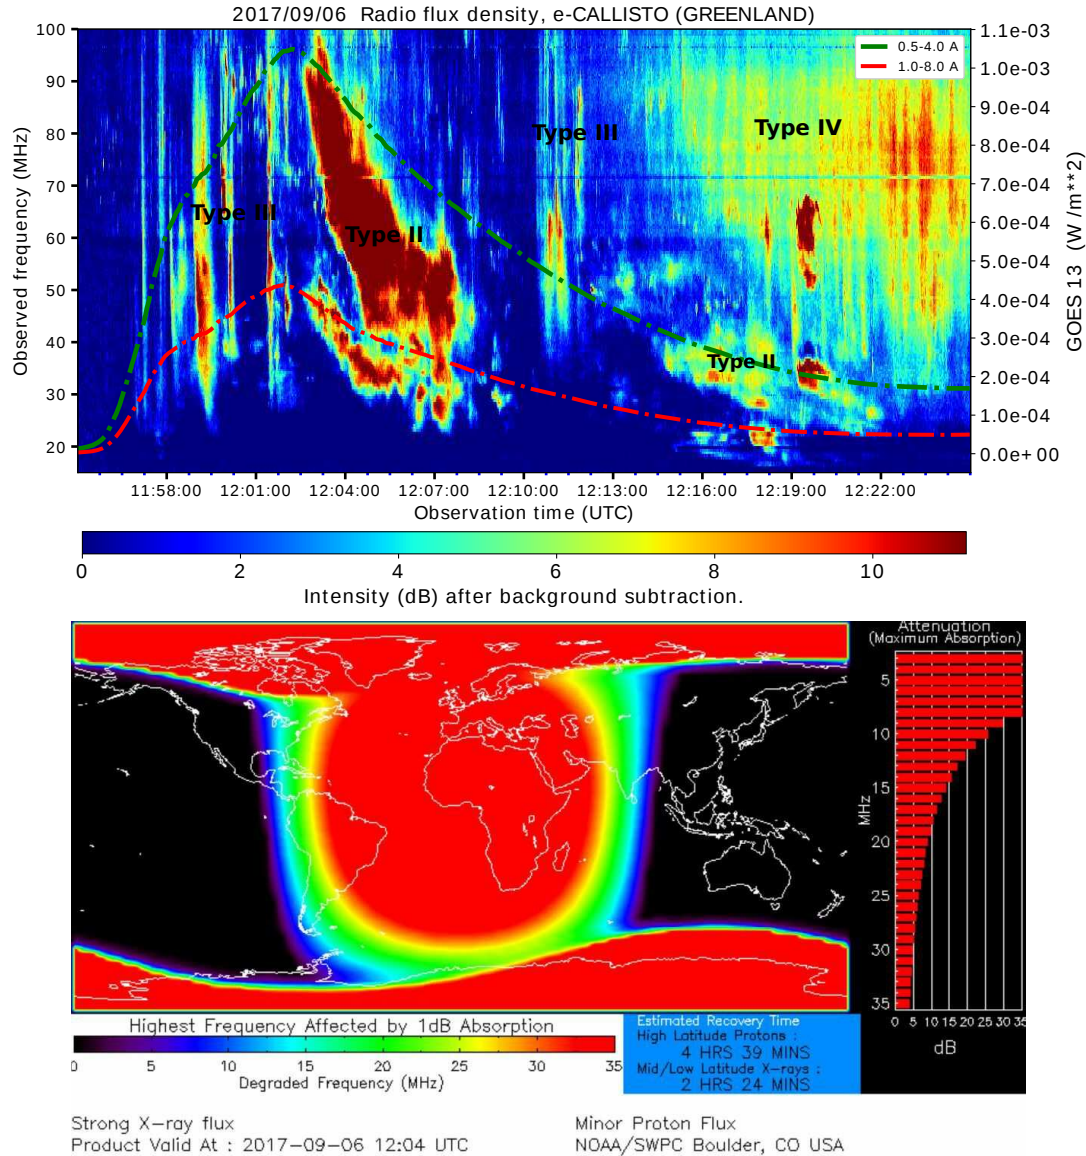 2017/09/06 Radio flux density, e-CALLISTO (GREENLAND)
100
90
80
70
60
50
40
30
20
Observed frequency (MHz)
1.1e-03
1.0e-03
9.0e-04
8.0e-04
7.0e-04
6.0e-04
5.0e-04
4.0e-04
3.0e-04
2.0e-04
1.0e-04
0.0e+00
GOES 13 (W /m**2)
0.5-4.0 A
1.0-8.0 A
Type III
Type IV
Type III
Type II
Type II
11:58:00 12:01:00 12:04:00 12:07:00 12:10:00 12:13:00 12:16:00 12:19:00 12:22:00
Observation time (UTC)
0 2 4 6 8 10
Intensity (dB) after background subtraction.
Attenuation
(Maximum Absorption)
5
10
15
20
25
30
35
MHz
0 5 10 15 20 25 30 35
dB
Highest Frequency Affected by 1dB Absorption
0 5 10 15 20 25 30 35
Degraded Frequency (MHz)
Estimated Recovery Time
High Latitude Protons :
4 HRS 39 MINS
Mid/Low Latitude X-rays :
2 HRS 24 MINS
Strong X-ray flux
Product Valid At : 2017-09-06 12:04 UTC
Minor Proton Flux
NOAA/SWPC Boulder, CO USA